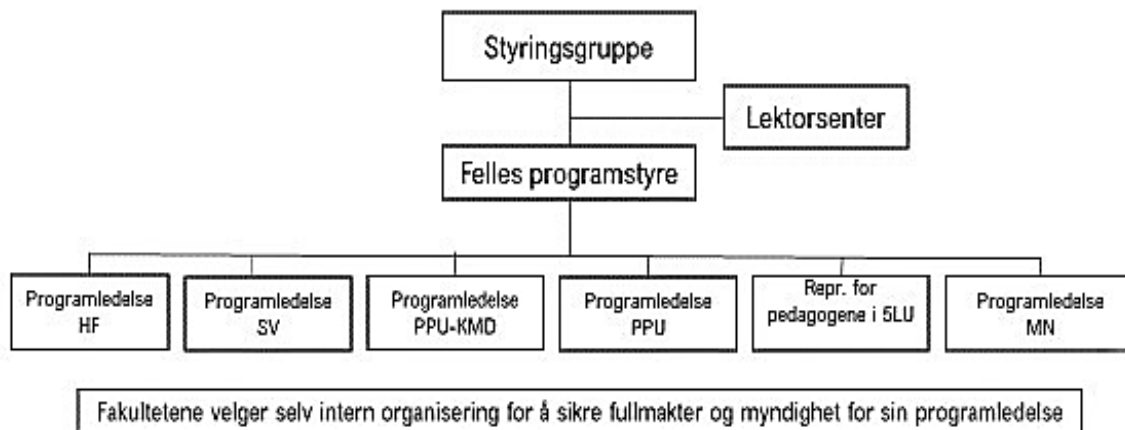 Styringsgruppe
Lektorsenter
Felles programstyre
Programledelse
HF
Programledelse
SV
Programledelse
PPU-KMD
Programledelse
PPU
Repr. for
pedagogene i 5LU
Programledelse
MN
Fakultetene velger selv intern organisering for å sikre fullmakter og myndighet for sin programledelse